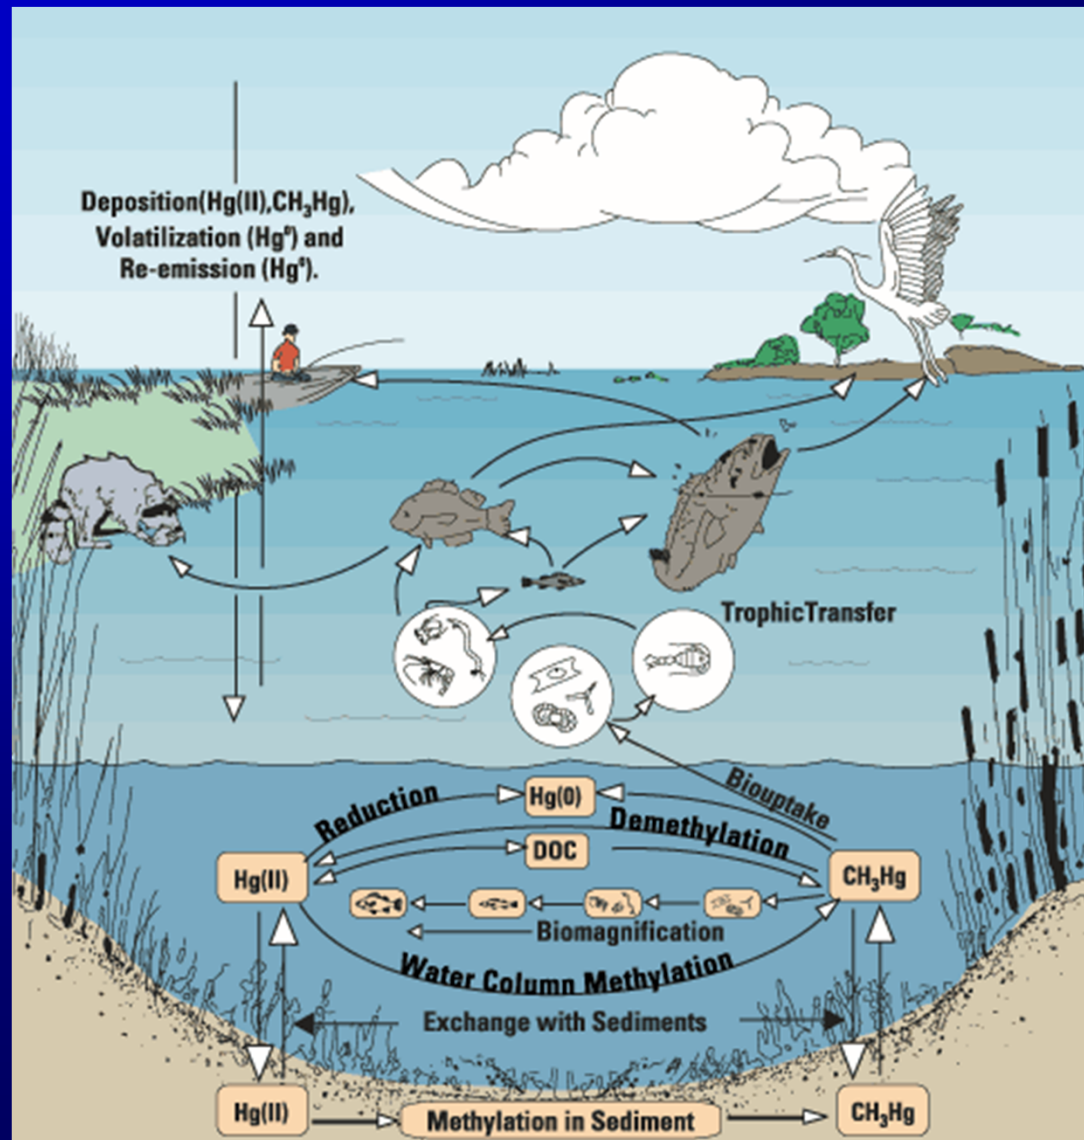 Deposition(Hg(II),CH₃Hg),
Volatilization (Hg⁰) and
Re-emission (Hg⁰).
TrophicTransfer
Biouptake
Reduction
Hg(0)
Demethylation
DOC
Hg(II)
CH₃Hg
Biomagnification
Water Column Methylation
Exchange with Sediments
Hg(II)
Methylation in Sediment
CH₃Hg